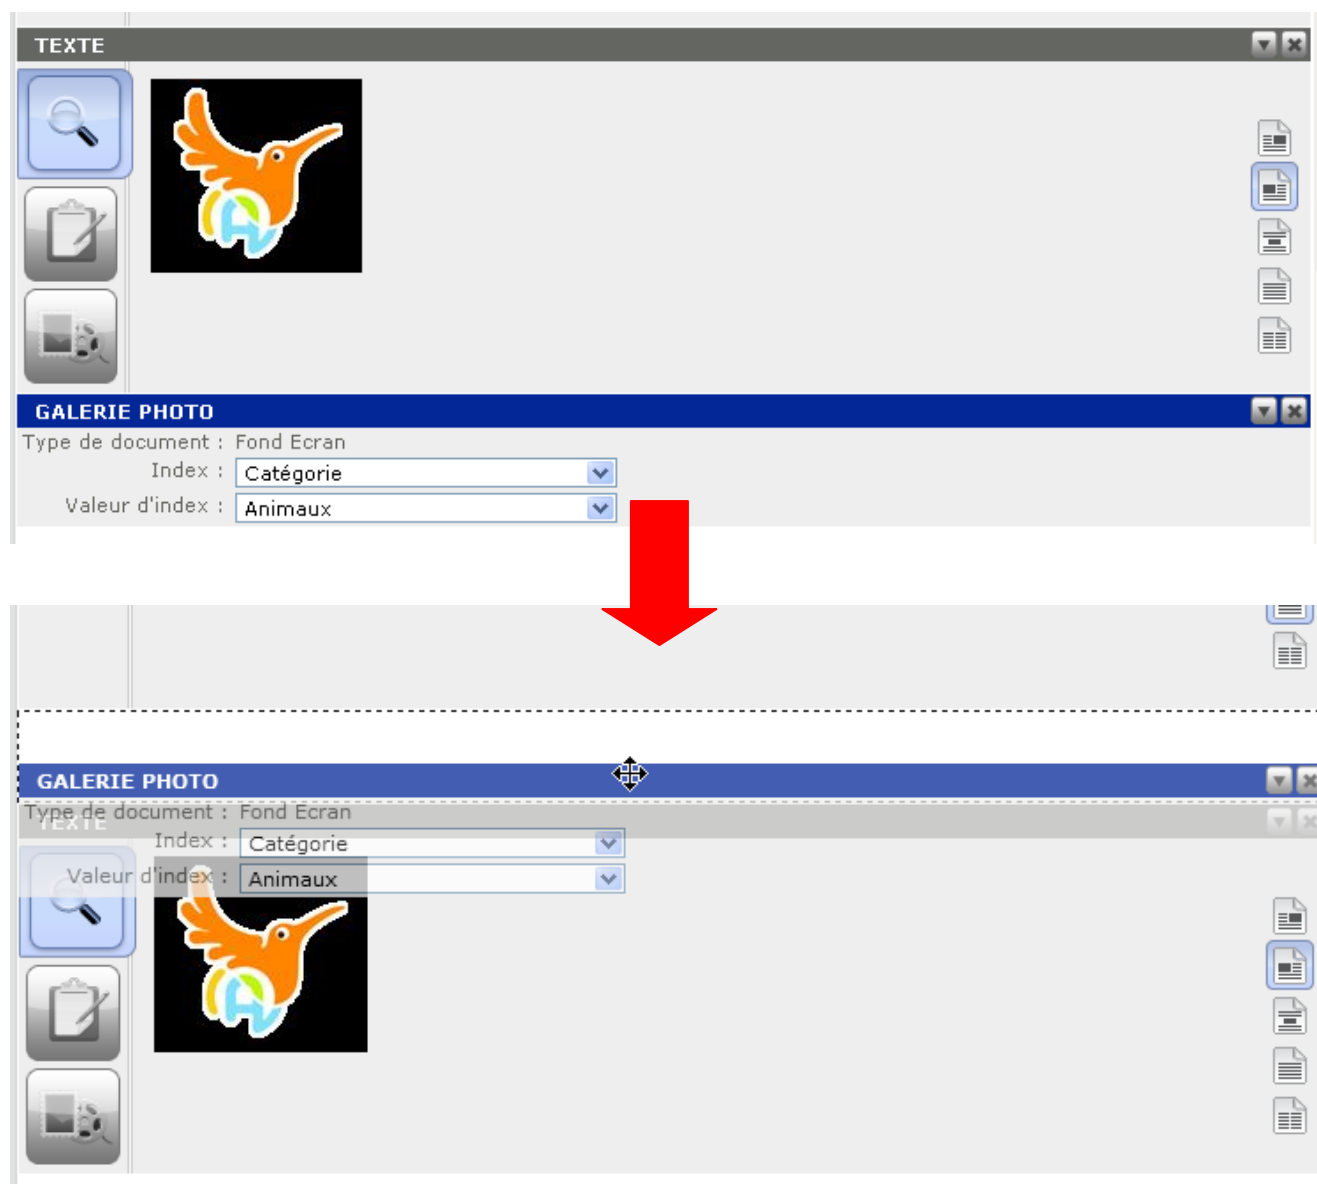 TEXTE
GALERIE PHOTO
Type de document : Fond Ecran
Index : Catégorie
Valeur d'index : Animaux
GALERIE PHOTO
Type de document : Fond Ecran
TEXTE
Index : Catégorie
Valeur d'index : Animaux